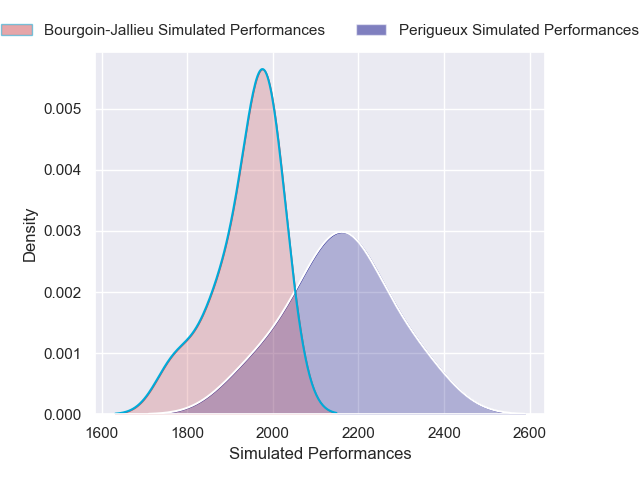 Bourgoin-Jallieu Simulated Performances
Perigueux Simulated Performances
0.005
0.004
0.003
0.002
0.001
0.000
Density
1600 1800 2000 2200 2400 2600
Simulated Performances